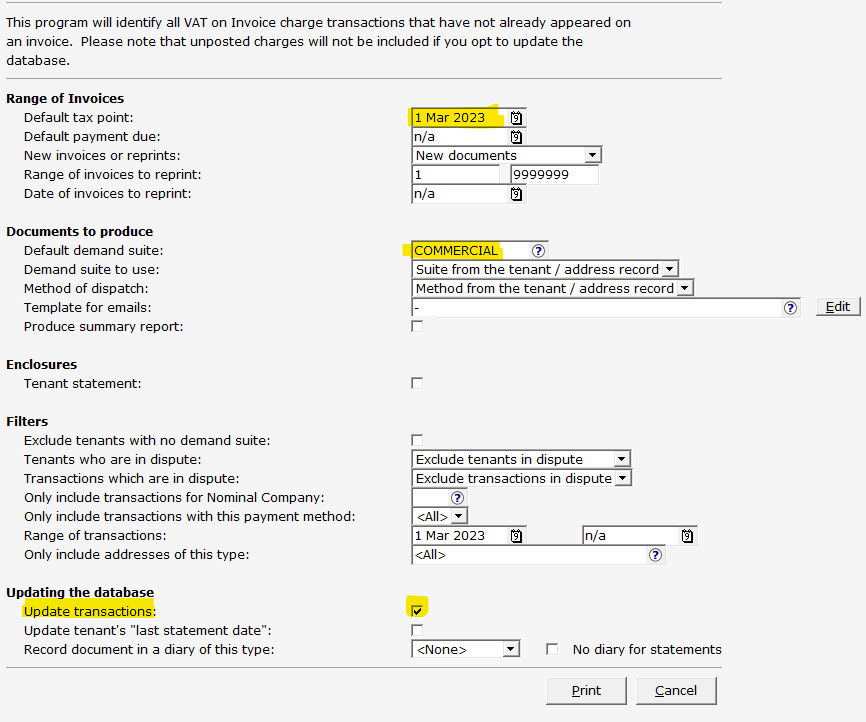 This program will identify all VAT on Invoice charge transactions that have not already appeared on
an invoice.  Please note that unposted charges will not be included if you opt to update the
database.
Range of Invoices
Default tax point: 1 Mar 2023
Default payment due: n/a
New invoices or reprints: New documents
Range of invoices to reprint: 1 9999999
Date of invoices to reprint: n/a
Documents to produce
Default demand suite: COMMERCIAL ?
Demand suite to use: Suite from the tenant / address record
Method of dispatch: Method from the tenant / address record
Template for emails: - ? Edit
Produce summary report:
Enclosures
Tenant statement:
Filters
Exclude tenants with no demand suite:
Tenants who are in dispute: Exclude tenants in dispute
Transactions which are in dispute: Exclude transactions in dispute
Only include transactions for Nominal Company: ?
Only include transactions with this payment method: <All>
Range of transactions: 1 Mar 2023 n/a
Only include addresses of this type: <All> ?
Updating the database
Update transactions:
Update tenant's "last statement date":
Record document in a diary of this type: <None> No diary for statements
Print Cancel